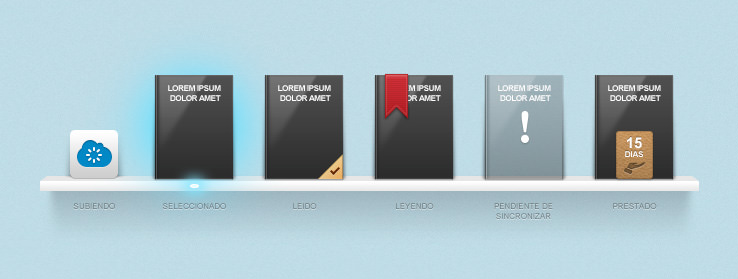 LOREM IPSUM
DOLOR AMET
LOREM IPSUM
DOLOR AMET
LOREM IPSUM
OR AMET
LOREM IPSUM
DOLOR AMET
!
LOREM IPSUM
DOLOR AMET
15
DIAS
SUBIENDO
SELECCIONADO
LEIDO
LEYENDO
PENDIENTE DE
SINCRONIZAR
PRESTADO